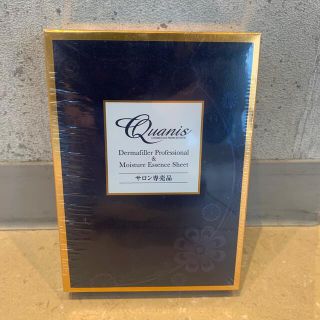 Quanis
Dermafiller Professional
&
Moisture Essence Sheet
サロン専売品